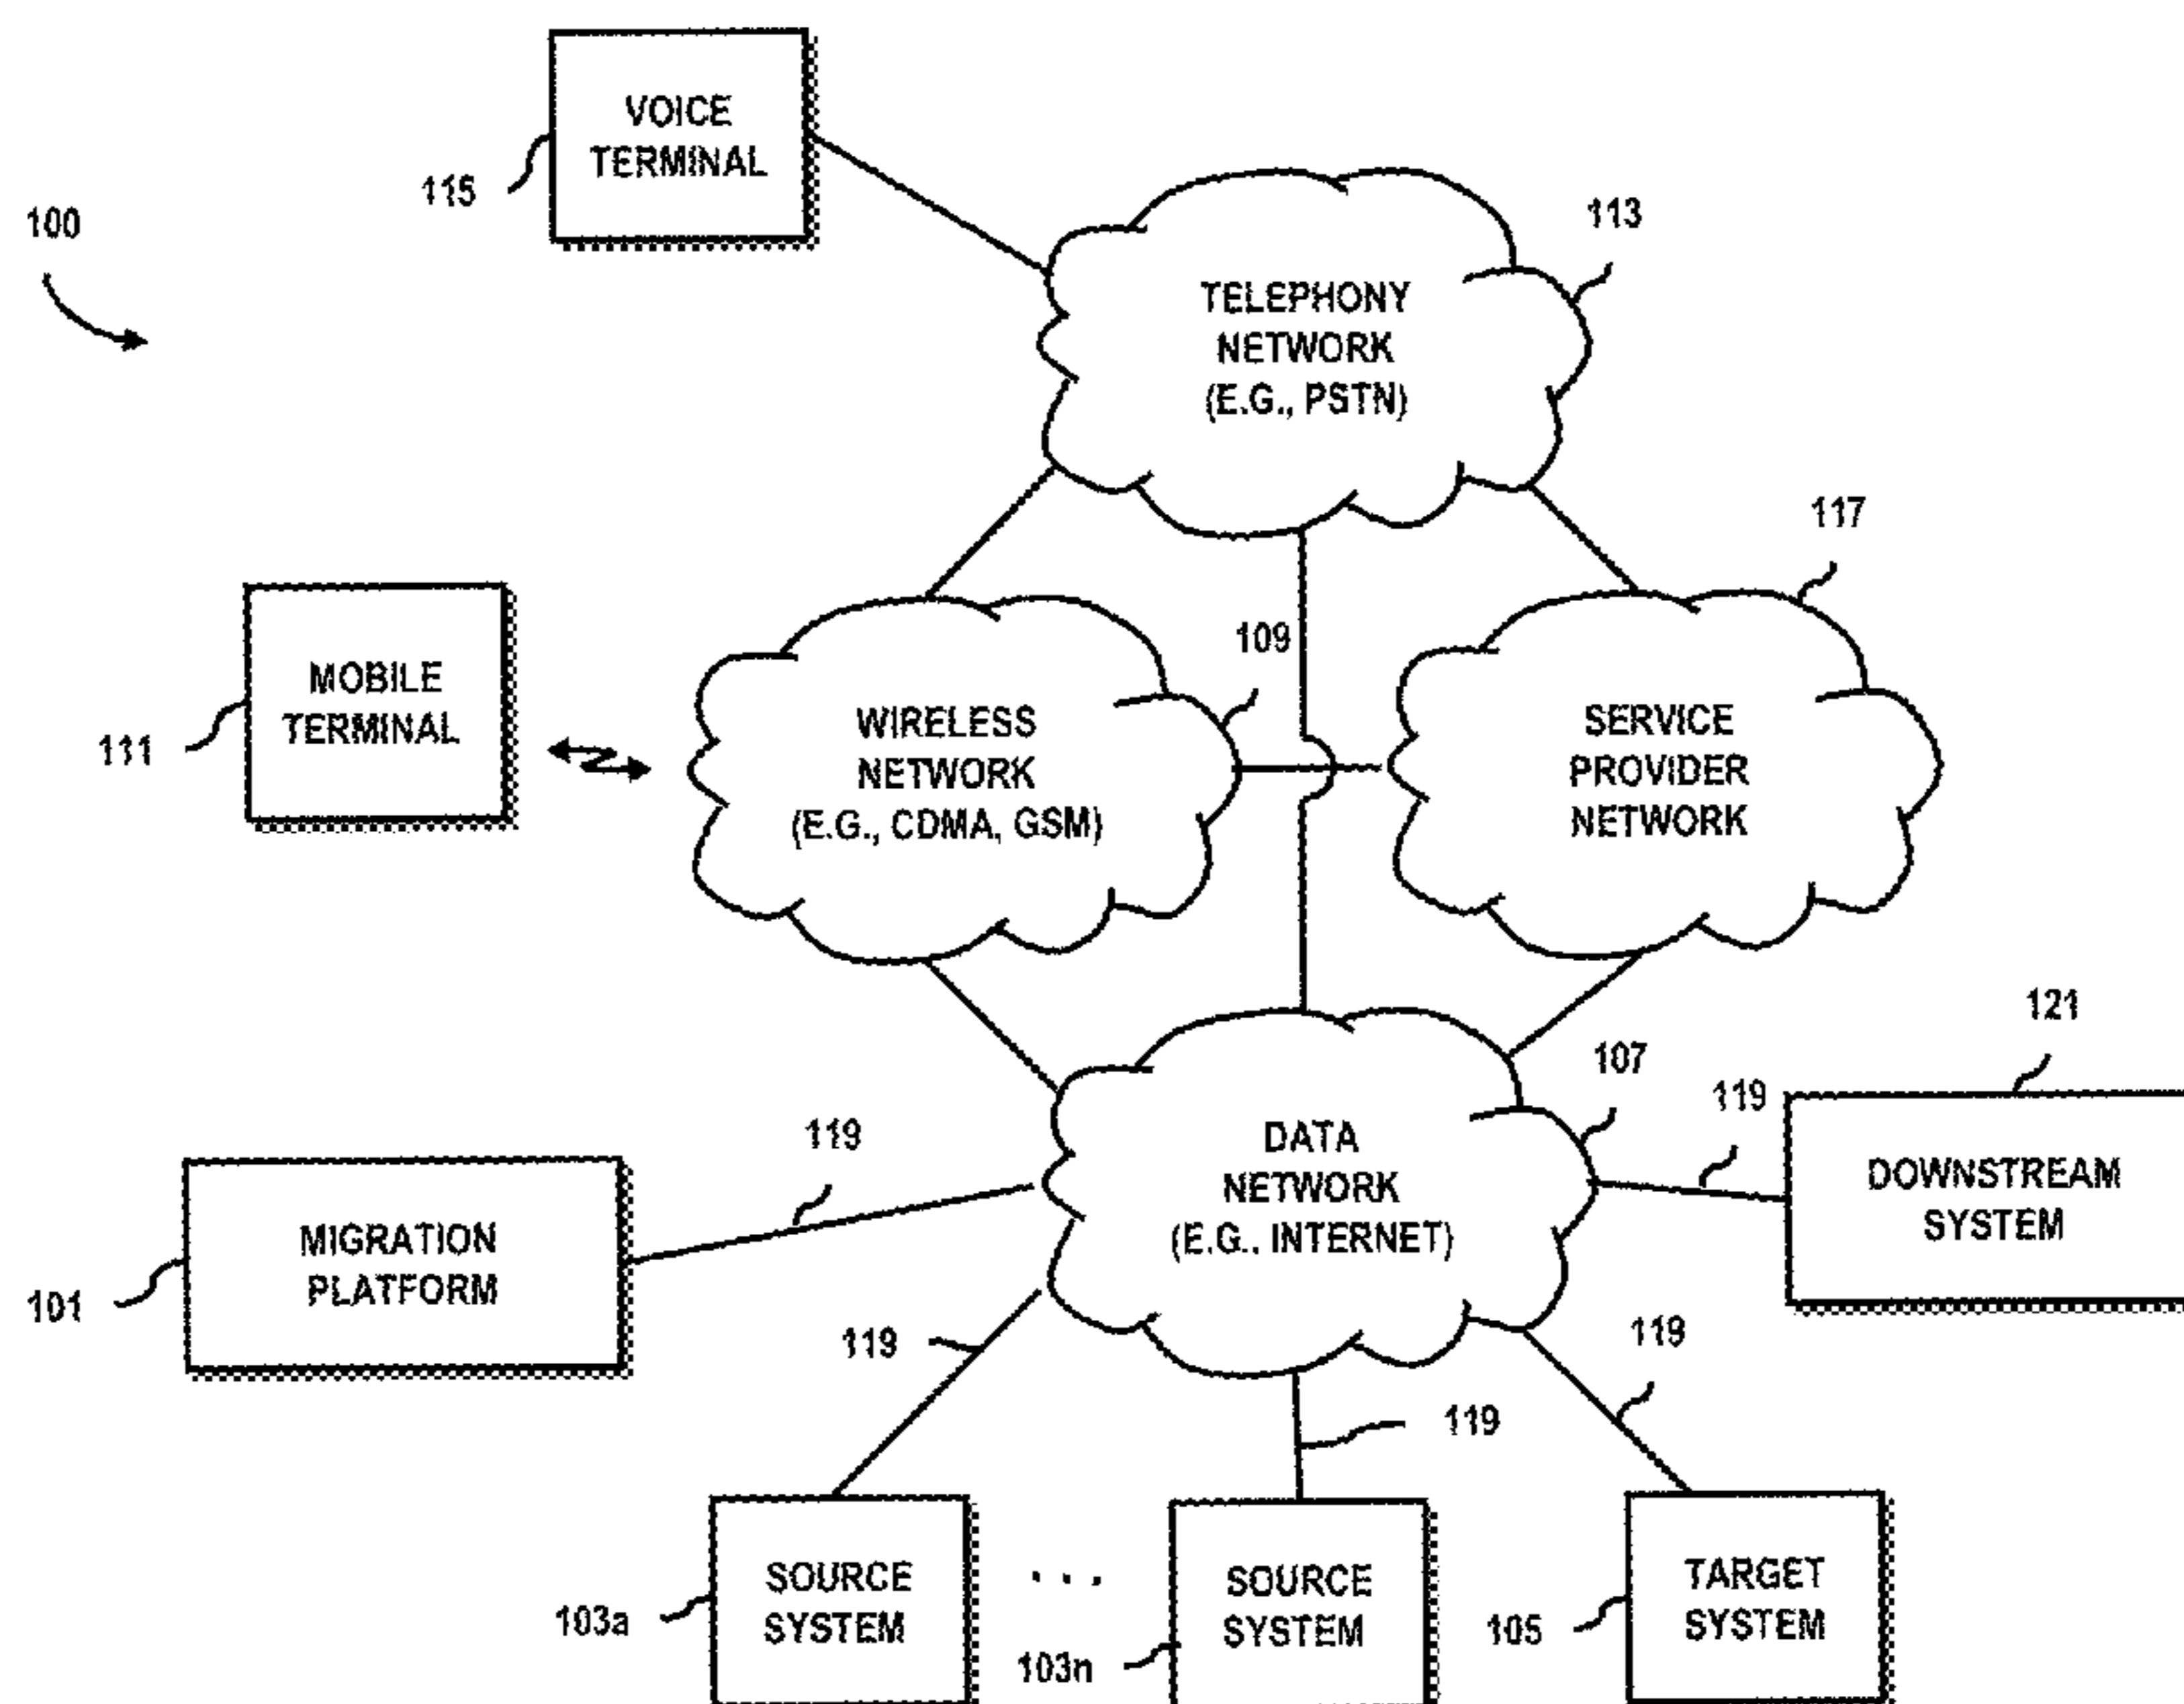 VOICE
TERMINAL
115
100
113
TELEPHONY
NETWORK
(E.G., PSTN)
117
109
MOBILE
TERMINAL
111
WIRELESS
NETWORK
(E.G., CDMA, GSM)
SERVICE
PROVIDER
NETWORK
121
107
119
119
DATA
NETWORK
(E.G., INTERNET)
DOWNSTREAM
SYSTEM
MIGRATION
PLATFORM
101
119
119
119
SOURCE
SYSTEM
103a
. . .
SOURCE
SYSTEM
103n
TARGET
SYSTEM
105